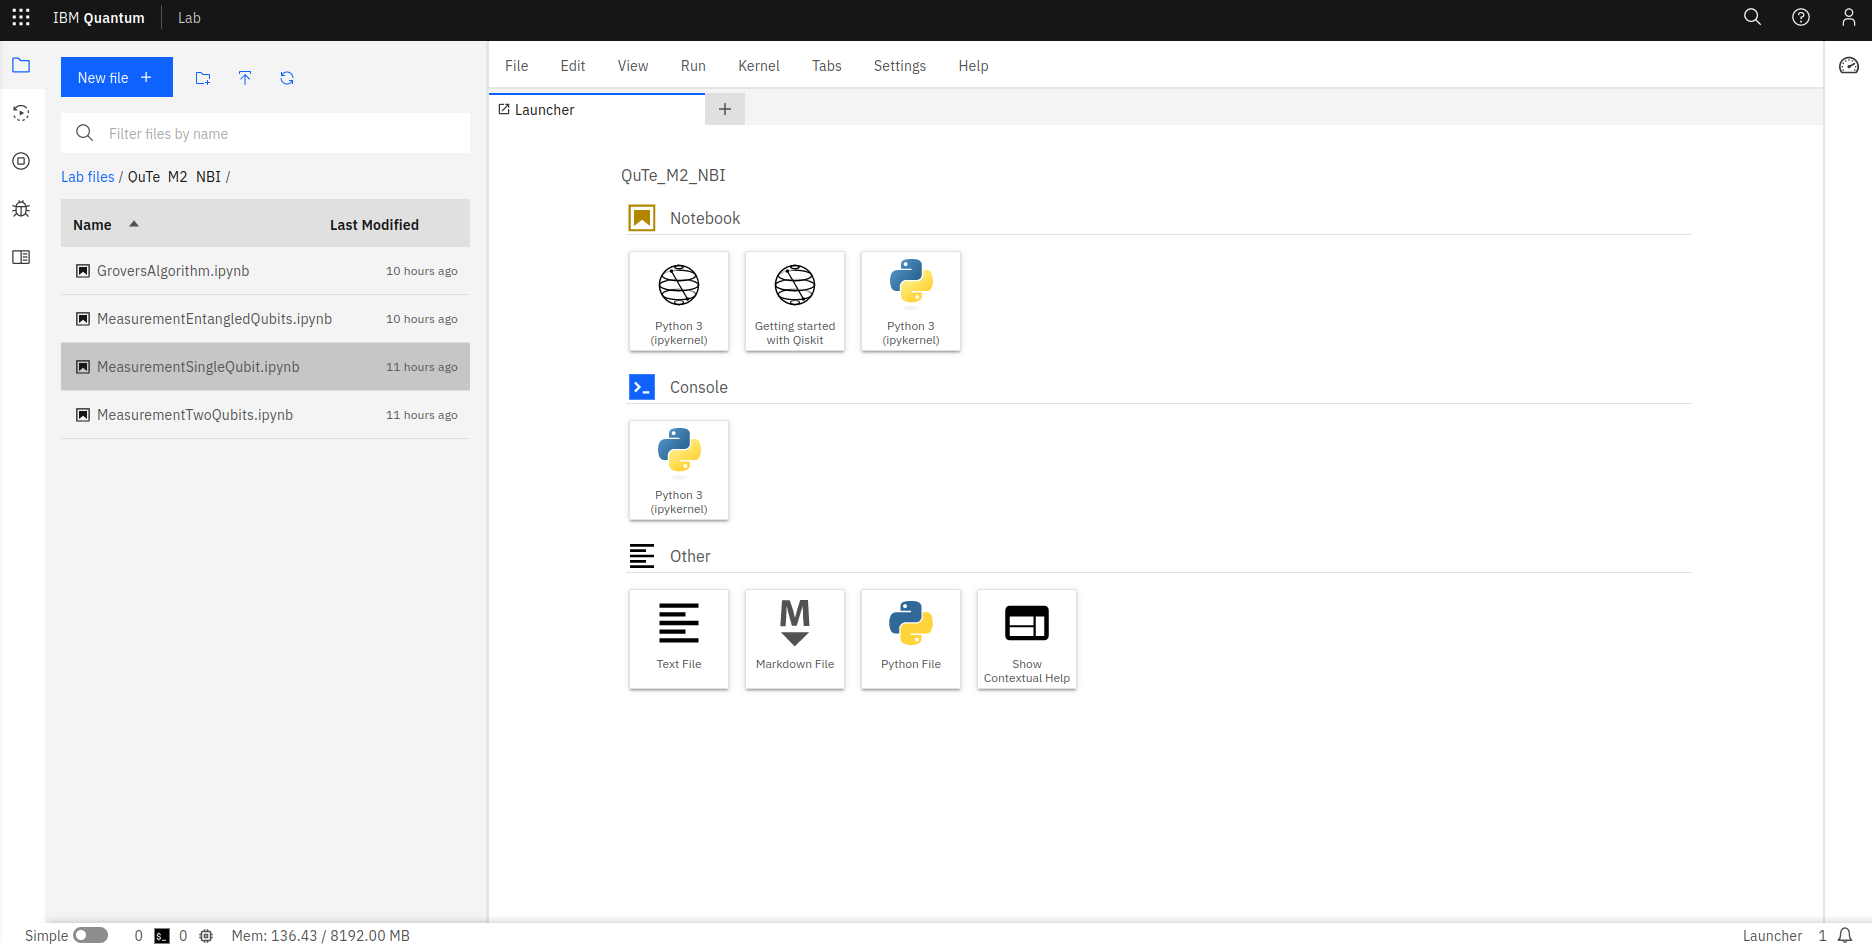 IBM Quantum Lab
New file +
Filter files by name
Lab files / QuTe_M2_NBI /
Name Last Modified
GroversAlgorithm.ipynb 10 hours ago
MeasurementEntangledQubits.ipynb 10 hours ago
MeasurementSingleQubit.ipynb 11 hours ago
MeasurementTwoQubits.ipynb 11 hours ago
File Edit View Run Kernel Tabs Settings Help
Launcher +
QuTe_M2_NBI
Notebook
Python 3
(ipykernel)
Getting started
with Qiskit
Python 3
(ipykernel)
Console
Python 3
(ipykernel)
Other
Text File
M
Markdown File
Python File
Show
Contextual Help
Simple 0 $_ 0 Mem: 136.43 / 8192.00 MB Launcher 1